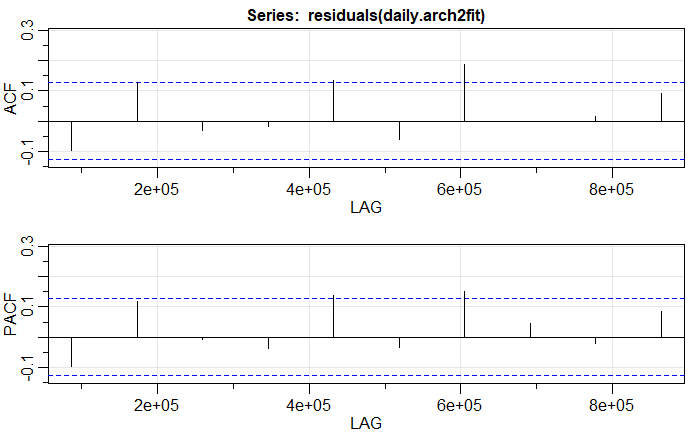 Series: residuals(daily.arch2fit)
ACF
0.3
0.1
-0.1
2e+05 4e+05 6e+05 8e+05
LAG
PACF
0.3
0.1
-0.1
2e+05 4e+05 6e+05 8e+05
LAG